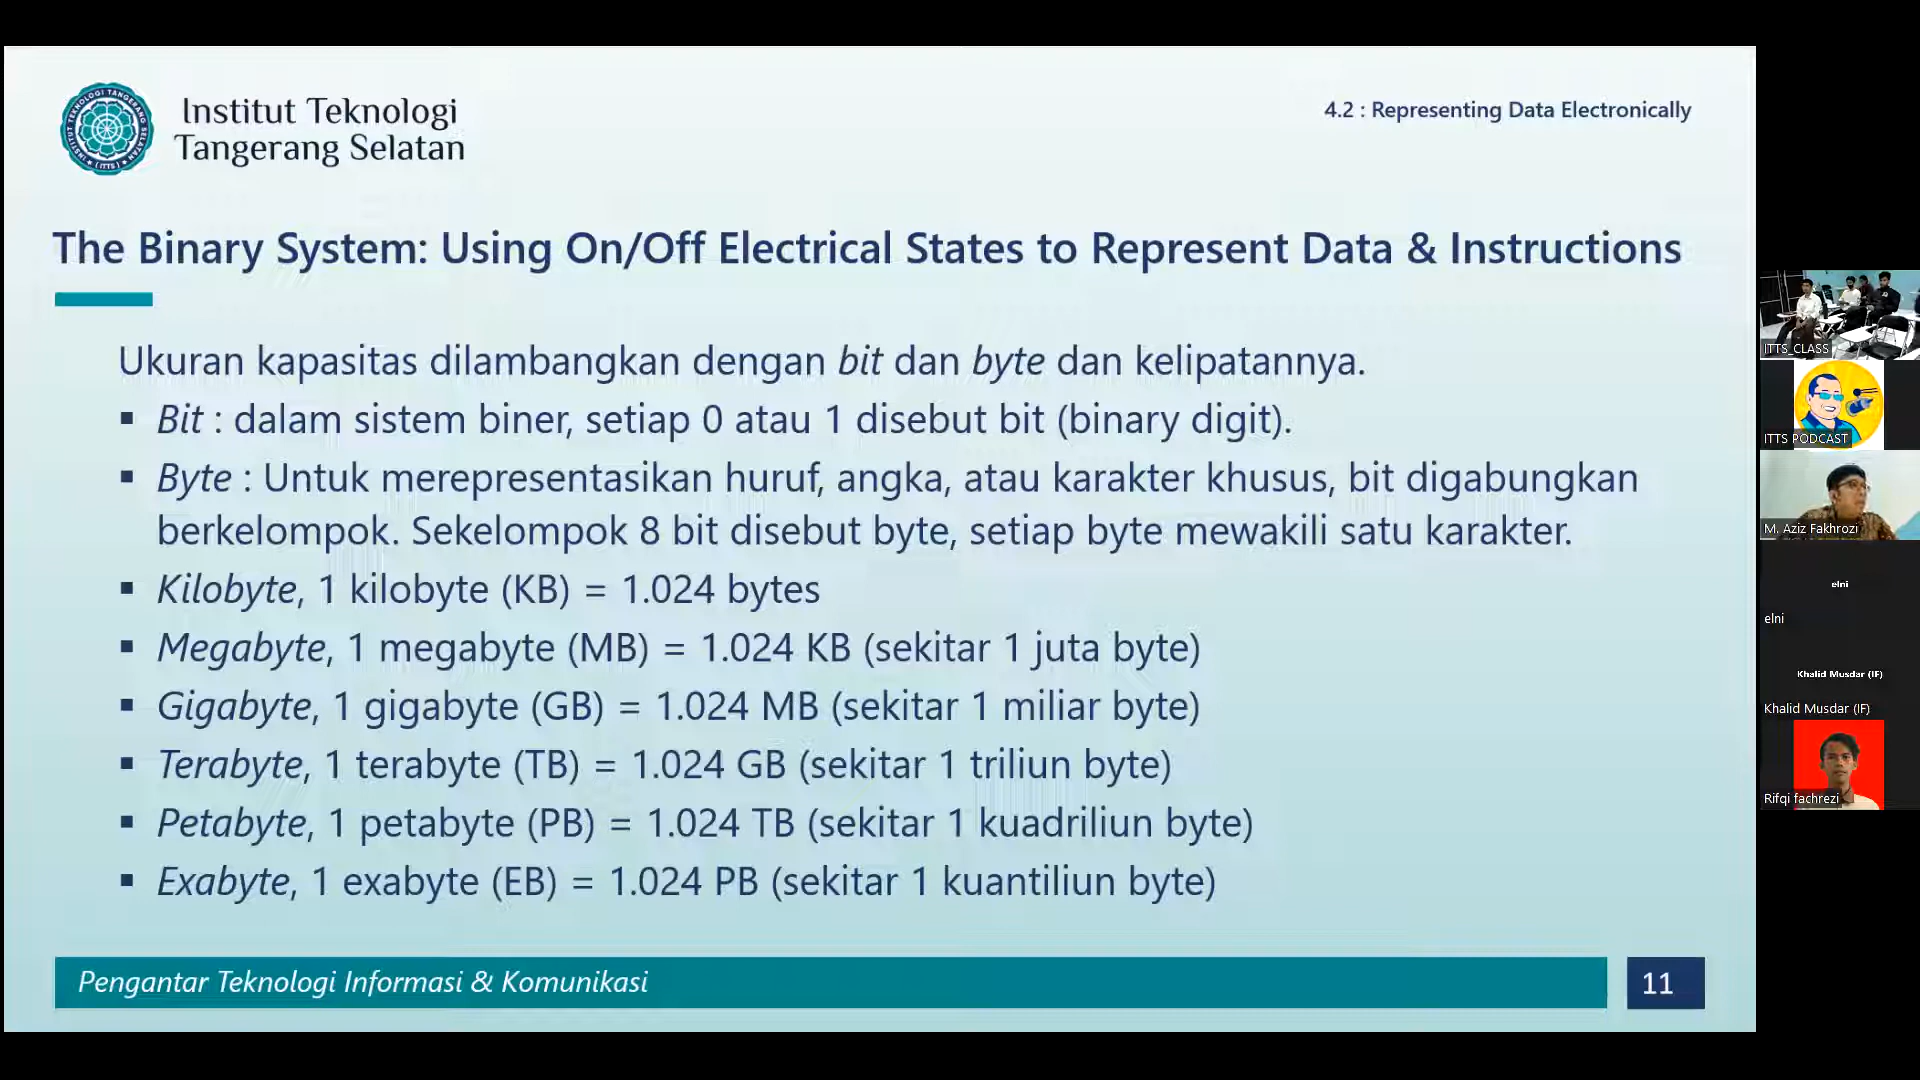 Institut Teknologi
Tangerang Selatan
4.2 : Representing Data Electronically
The Binary System: Using On/Off Electrical States to Represent Data & Instructions
Ukuran kapasitas dilambangkan dengan bit dan byte dan kelipatannya.
▪ Bit : dalam sistem biner, setiap 0 atau 1 disebut bit (binary digit).
▪ Byte : Untuk merepresentasikan huruf, angka, atau karakter khusus, bit digabungkan
berkelompok. Sekelompok 8 bit disebut byte, setiap byte mewakili satu karakter.
▪ Kilobyte, 1 kilobyte (KB) = 1.024 bytes
▪ Megabyte, 1 megabyte (MB) = 1.024 KB (sekitar 1 juta byte)
▪ Gigabyte, 1 gigabyte (GB) = 1.024 MB (sekitar 1 miliar byte)
▪ Terabyte, 1 terabyte (TB) = 1.024 GB (sekitar 1 triliun byte)
▪ Petabyte, 1 petabyte (PB) = 1.024 TB (sekitar 1 kuadriliun byte)
▪ Exabyte, 1 exabyte (EB) = 1.024 PB (sekitar 1 kuantiliun byte)
Pengantar Teknologi Informasi & Komunikasi
11
ITTS_CLASS
ITTS PODCAST
M. Aziz Fakhrozi
elni
elni
Khalid Musdar (IF)
Khalid Musdar (IF)
Rifqi fachrezi